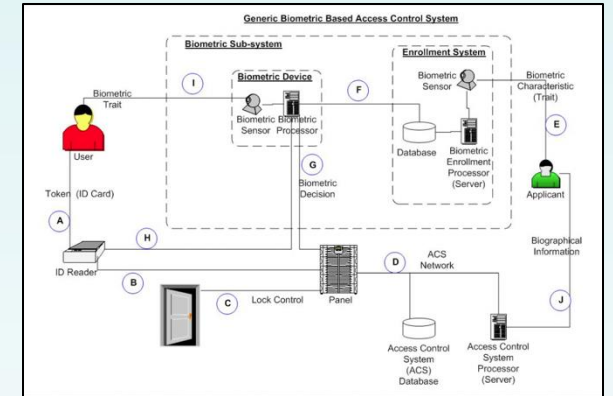 Generic Biometric Based Access Control System
Biometric Sub-system
Enrollment System
Biometric Device
I
F
Biometric
Trait
Biometric
Sensor
Biometric
Processor
Biometric
Sensor
Biometric
Characteristic
(Trait)
E
User
Database
Biometric
Enrollment
Processor
(Server)
G
Biometric
Decision
Applicant
Token (ID Card)
A
H
ID Reader
B
D
ACS
Network
Biographical
Information
C
Lock Control
Panel
J
Access Control
System
(ACS)
Database
Access Control
System
Processor
(Server)